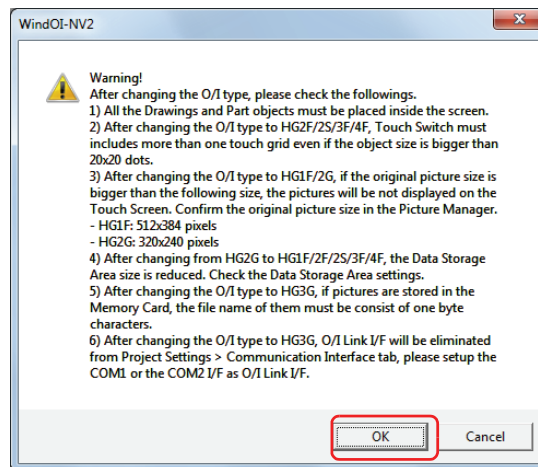 WindOI-NV2
Warning!
After changing the O/I type, please check the followings.
1) All the Drawings and Part objects must be placed inside the screen.
2) After changing the O/I type to HG2F/2S/3F/4F, Touch Switch must
includes more than one touch grid even if the object size is bigger than
20x20 dots.
3) After changing the O/I type to HG1F/2G, if the original picture size is
bigger than the following size, the pictures will be not displayed on the
Touch Screen. Confirm the original picture size in the Picture Manager.
- HG1F: 512x384 pixels
- HG2G: 320x240 pixels
4) After changing from HG2G to HG1F/2F/2S/3F/4F, the Data Storage
Area size is reduced. Check the Data Storage Area settings.
5) After changing the O/I type to HG3G, if pictures are stored in the
Memory Card, the file name of them must be consist of one byte
characters.
6) After changing the O/I type to HG3G, O/I Link I/F will be eliminated
from Project Settings > Communication Interface tab, please setup the
COM1 or the COM2 I/F as O/I Link I/F.
OK
Cancel